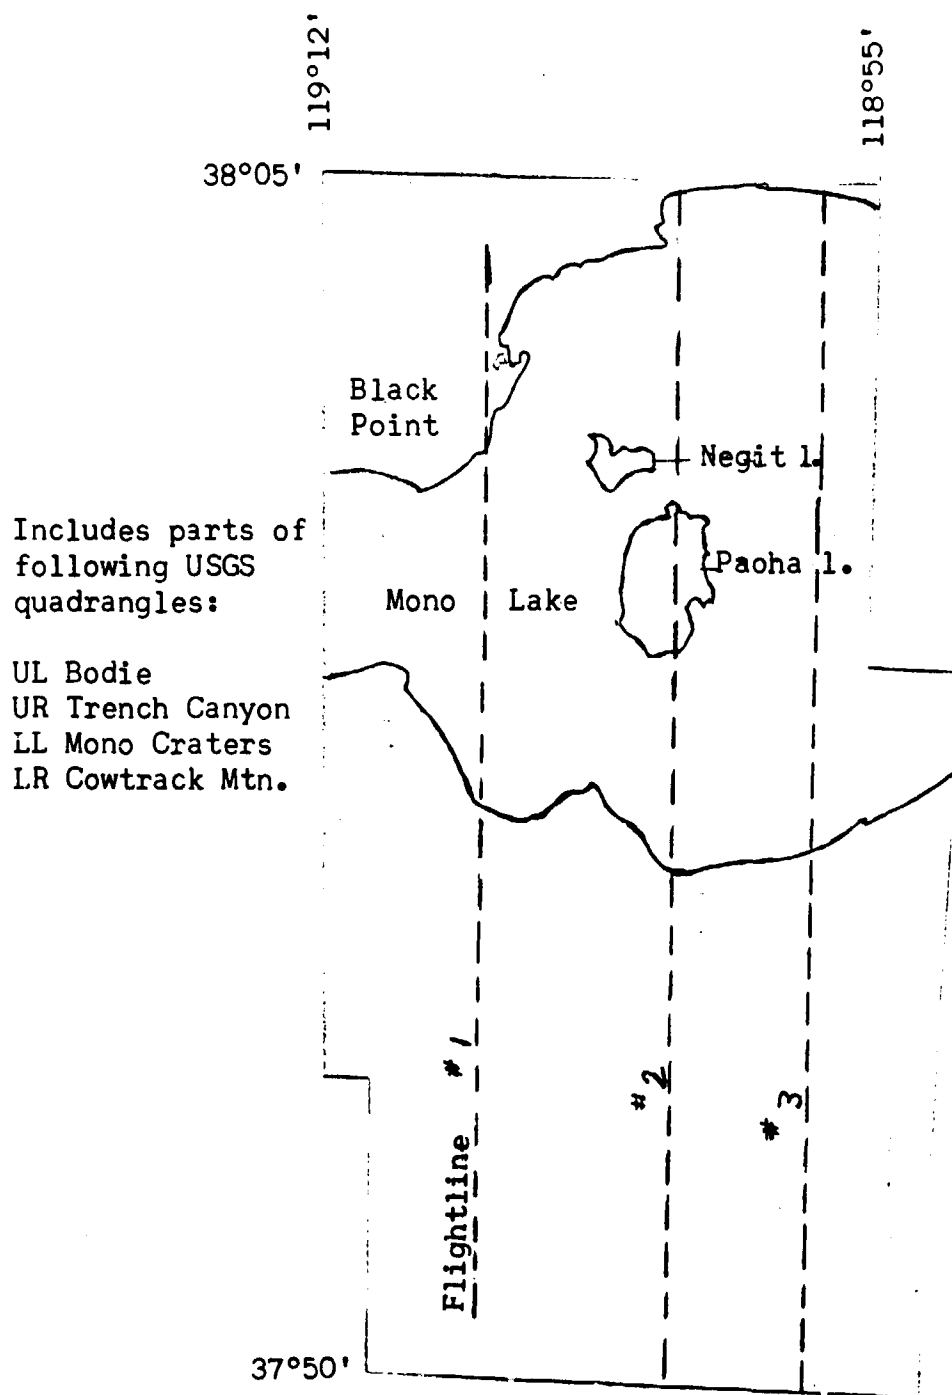 119°12'
118°55'
38°05'
Black
Point
Negit l.
Includes parts of
following USGS
quadrangles:
Paoha l.
Mono Lake
UL Bodie
UR Trench Canyon
LL Mono Craters
LR Cowtrack Mtn.
Flightline #1
#2
#3
37°50'